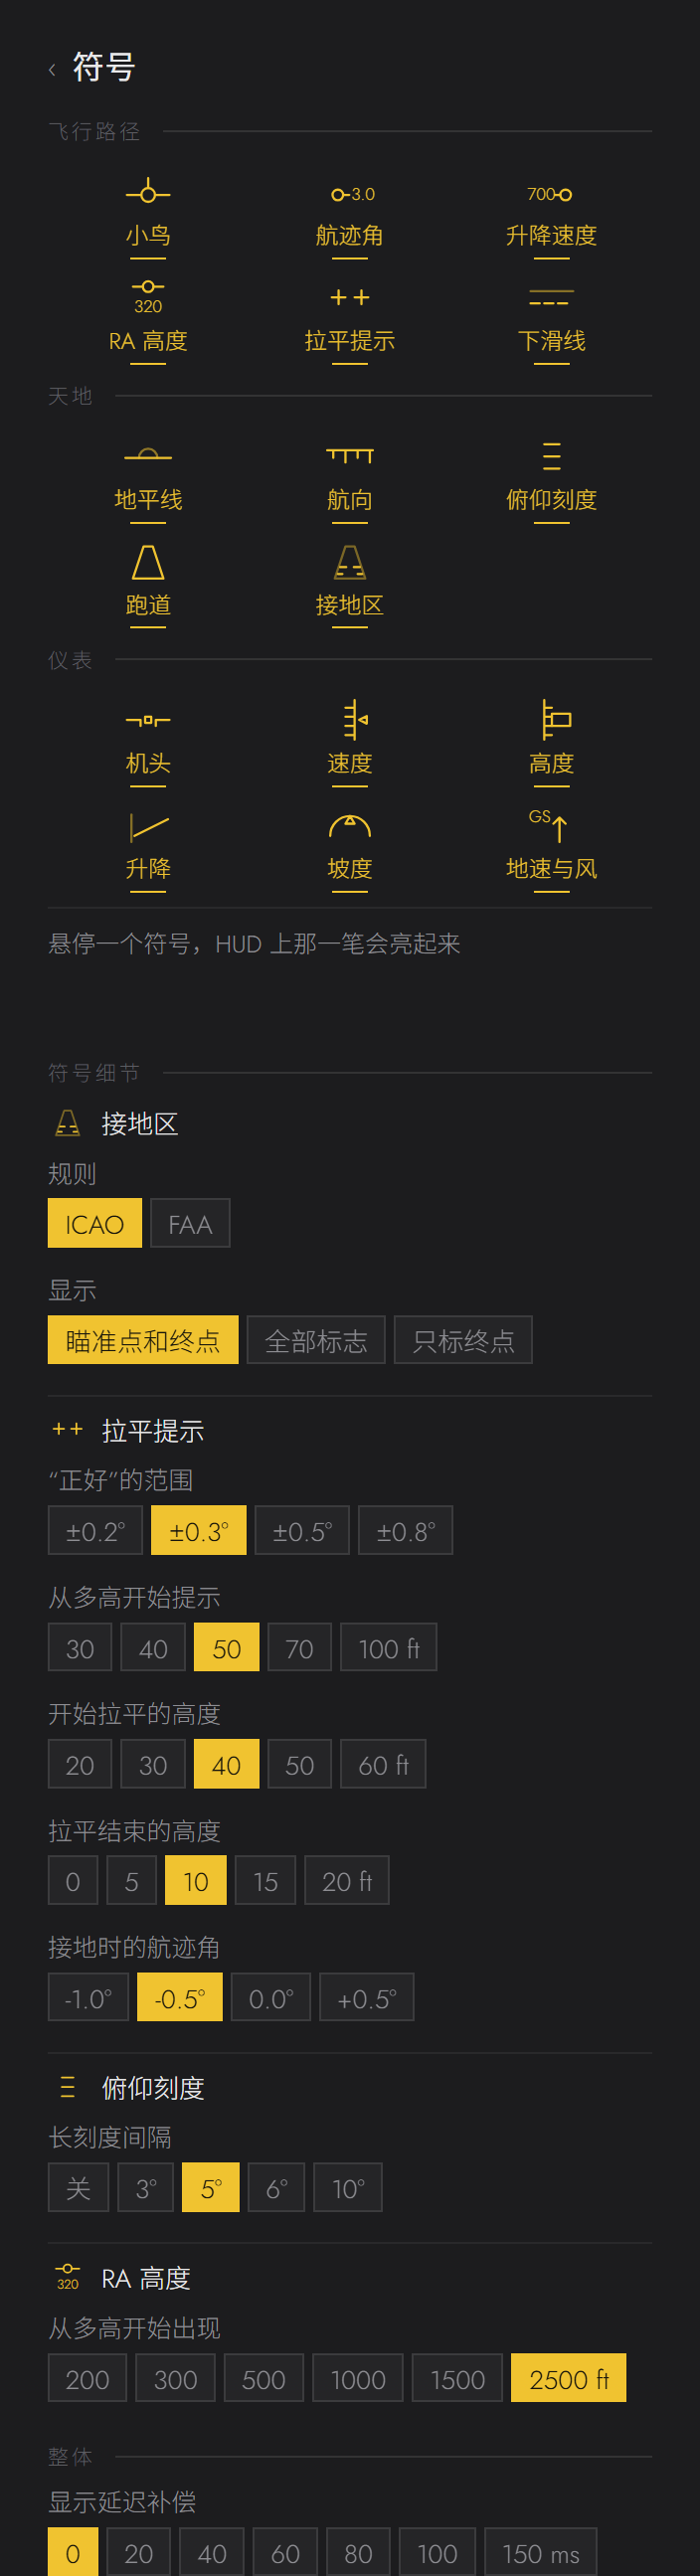 ‹ 符号
飞行路径
3.0 700
小鸟 航迹角 升降速度
320
RA 高度 拉平提示 下滑线
天地
地平线 航向 俯仰刻度
跑道 接地区
仪表
机头 速度 高度
GS
升降 坡度 地速与风
悬停一个符号，HUD 上那一笔会亮起来
符号细节
接地区
规则
ICAO FAA
显示
瞄准点和终点 全部标志 只标终点
拉平提示
“正好”的范围
±0.2° ±0.3° ±0.5° ±0.8°
从多高开始提示
30 40 50 70 100 ft
开始拉平的高度
20 30 40 50 60 ft
拉平结束的高度
0 5 10 15 20 ft
接地时的航迹角
-1.0° -0.5° 0.0° +0.5°
俯仰刻度
长刻度间隔
关 3° 5° 6° 10°
320 RA 高度
从多高开始出现
200 300 500 1000 1500 2500 ft
整体
显示延迟补偿
0 20 40 60 80 100 150 ms